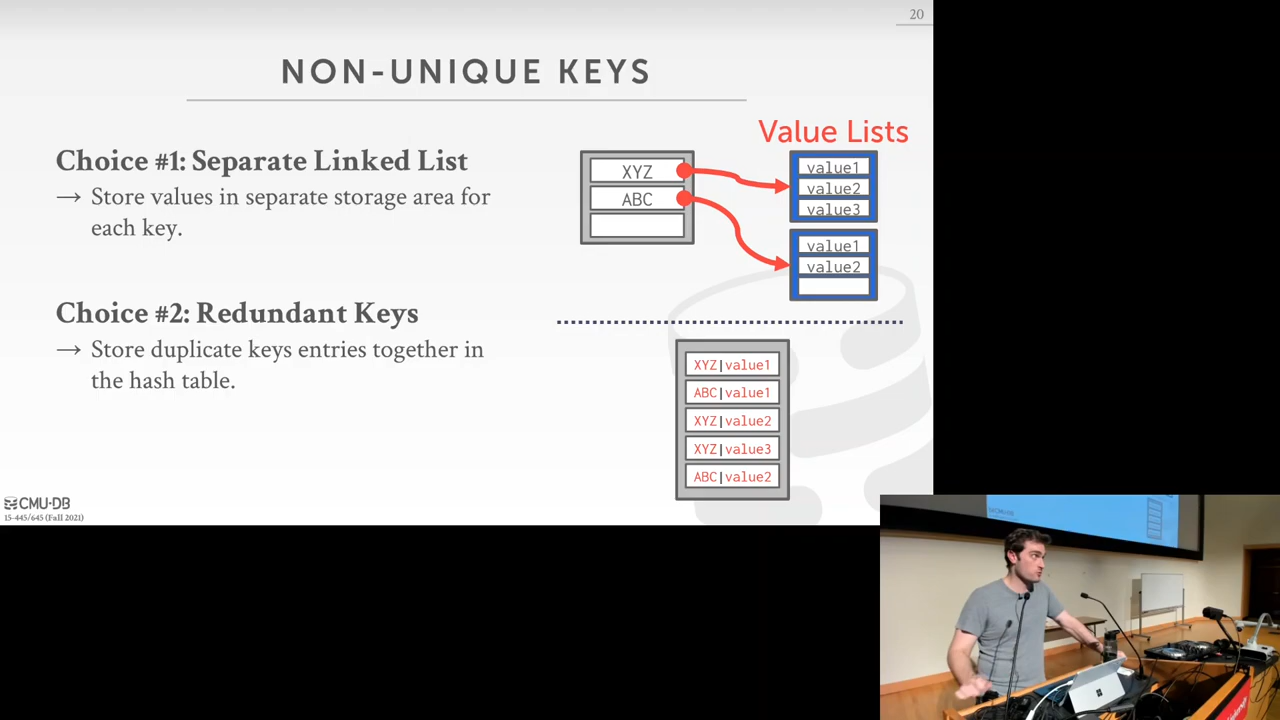 20
NON-UNIQUE KEYS
Choice #1: Separate Linked List
→ Store values in separate storage area for
each key.
Choice #2: Redundant Keys
→ Store duplicate keys entries together in
the hash table.
Value Lists
XYZ
ABC
value1
value2
value3
value1
value2
XYZ|value1
ABC|value1
XYZ|value2
XYZ|value3
ABC|value2
CMU·DB
15-445/645 (Fall 2021)